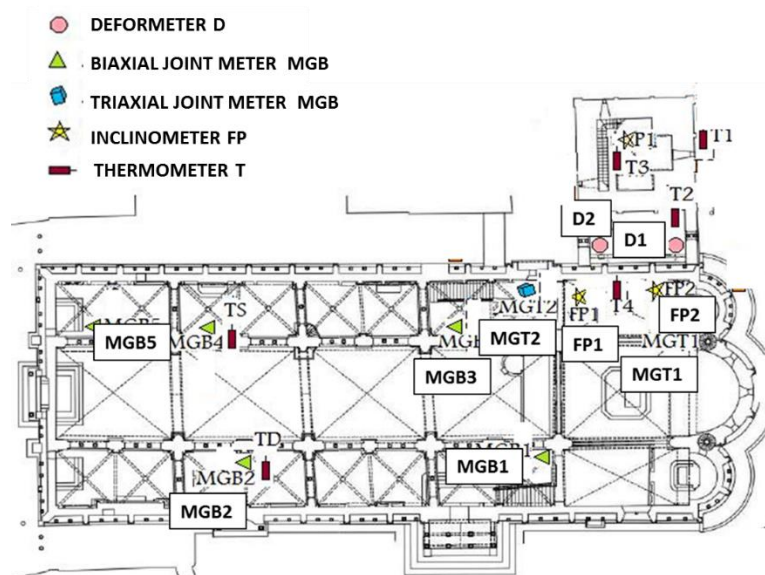 DEFORMETER D
BIAXIAL JOINT METER MGB
TRIAXIAL JOINT METER MGB
INCLINOMETER FP
THERMOMETER T
P1
T1
T3
T2
D2
D1
TS
MGB4
MGB5
MGT2
MGT2
FP1
FP1
T4
FP2
FP2
MGT1
MGT1
MGB3
TD
MGB2
MGB2
MGB1